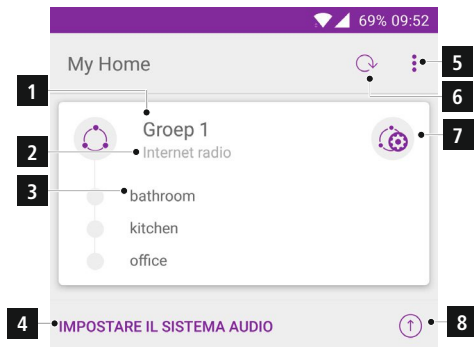 69% 09:52
My Home
5
6
1
Groep 1
7
2
Internet radio
3
bathroom
kitchen
office
4
IMPOSTARE IL SISTEMA AUDIO
8